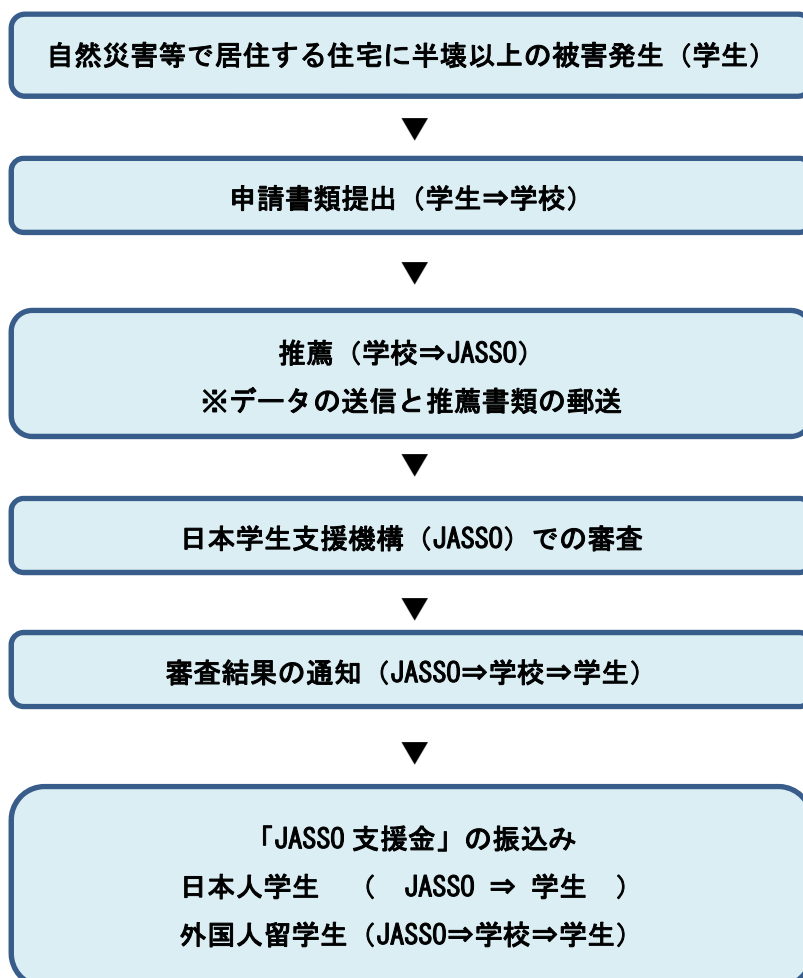 自然災害等で居住する住宅に半壊以上の被害発生（学生）
▼
申請書類提出（学生⇒学校）
▼
推薦（学校⇒JASSO）
※データの送信と推薦書類の郵送
▼
日本学生支援機構（JASSO）での審査
▼
審査結果の通知（JASSO⇒学校⇒学生）
▼
「JASSO 支援金」の振込み
日本人学生　（　JASSO ⇒ 学生　）
外国人留学生（JASSO⇒学校⇒学生）